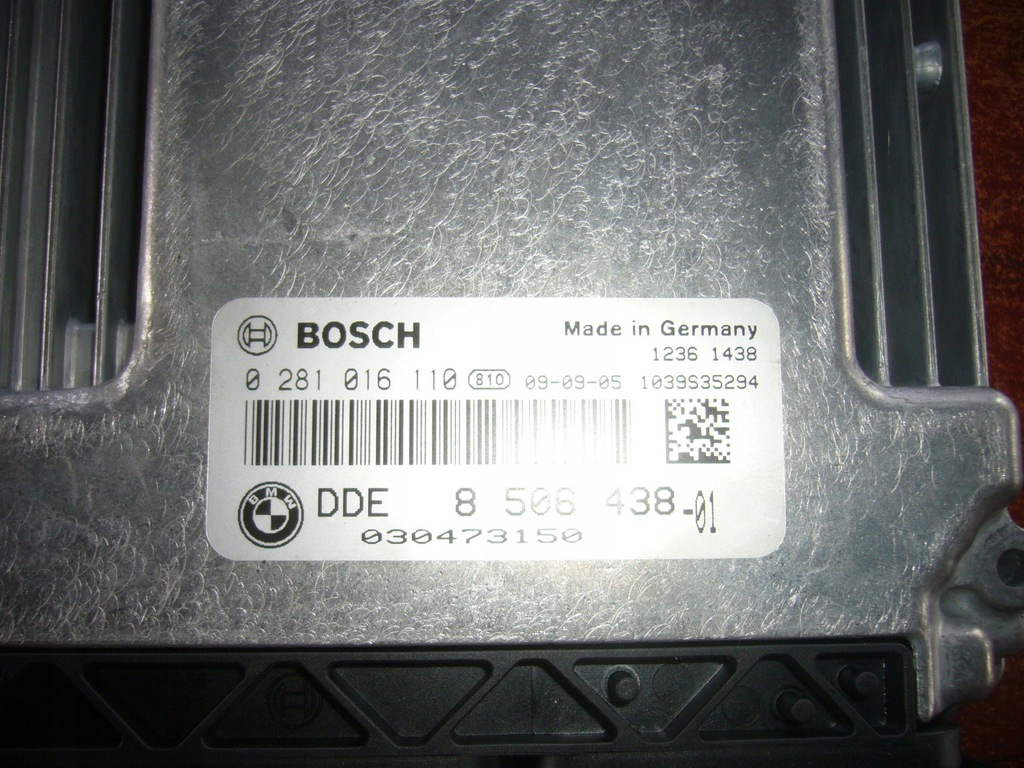 BOSCH
Made in Germany
1236 1438
0 281 016 110 810 09-09-05 1039S35294
BMW
DDE 8 506 438-01
030473150